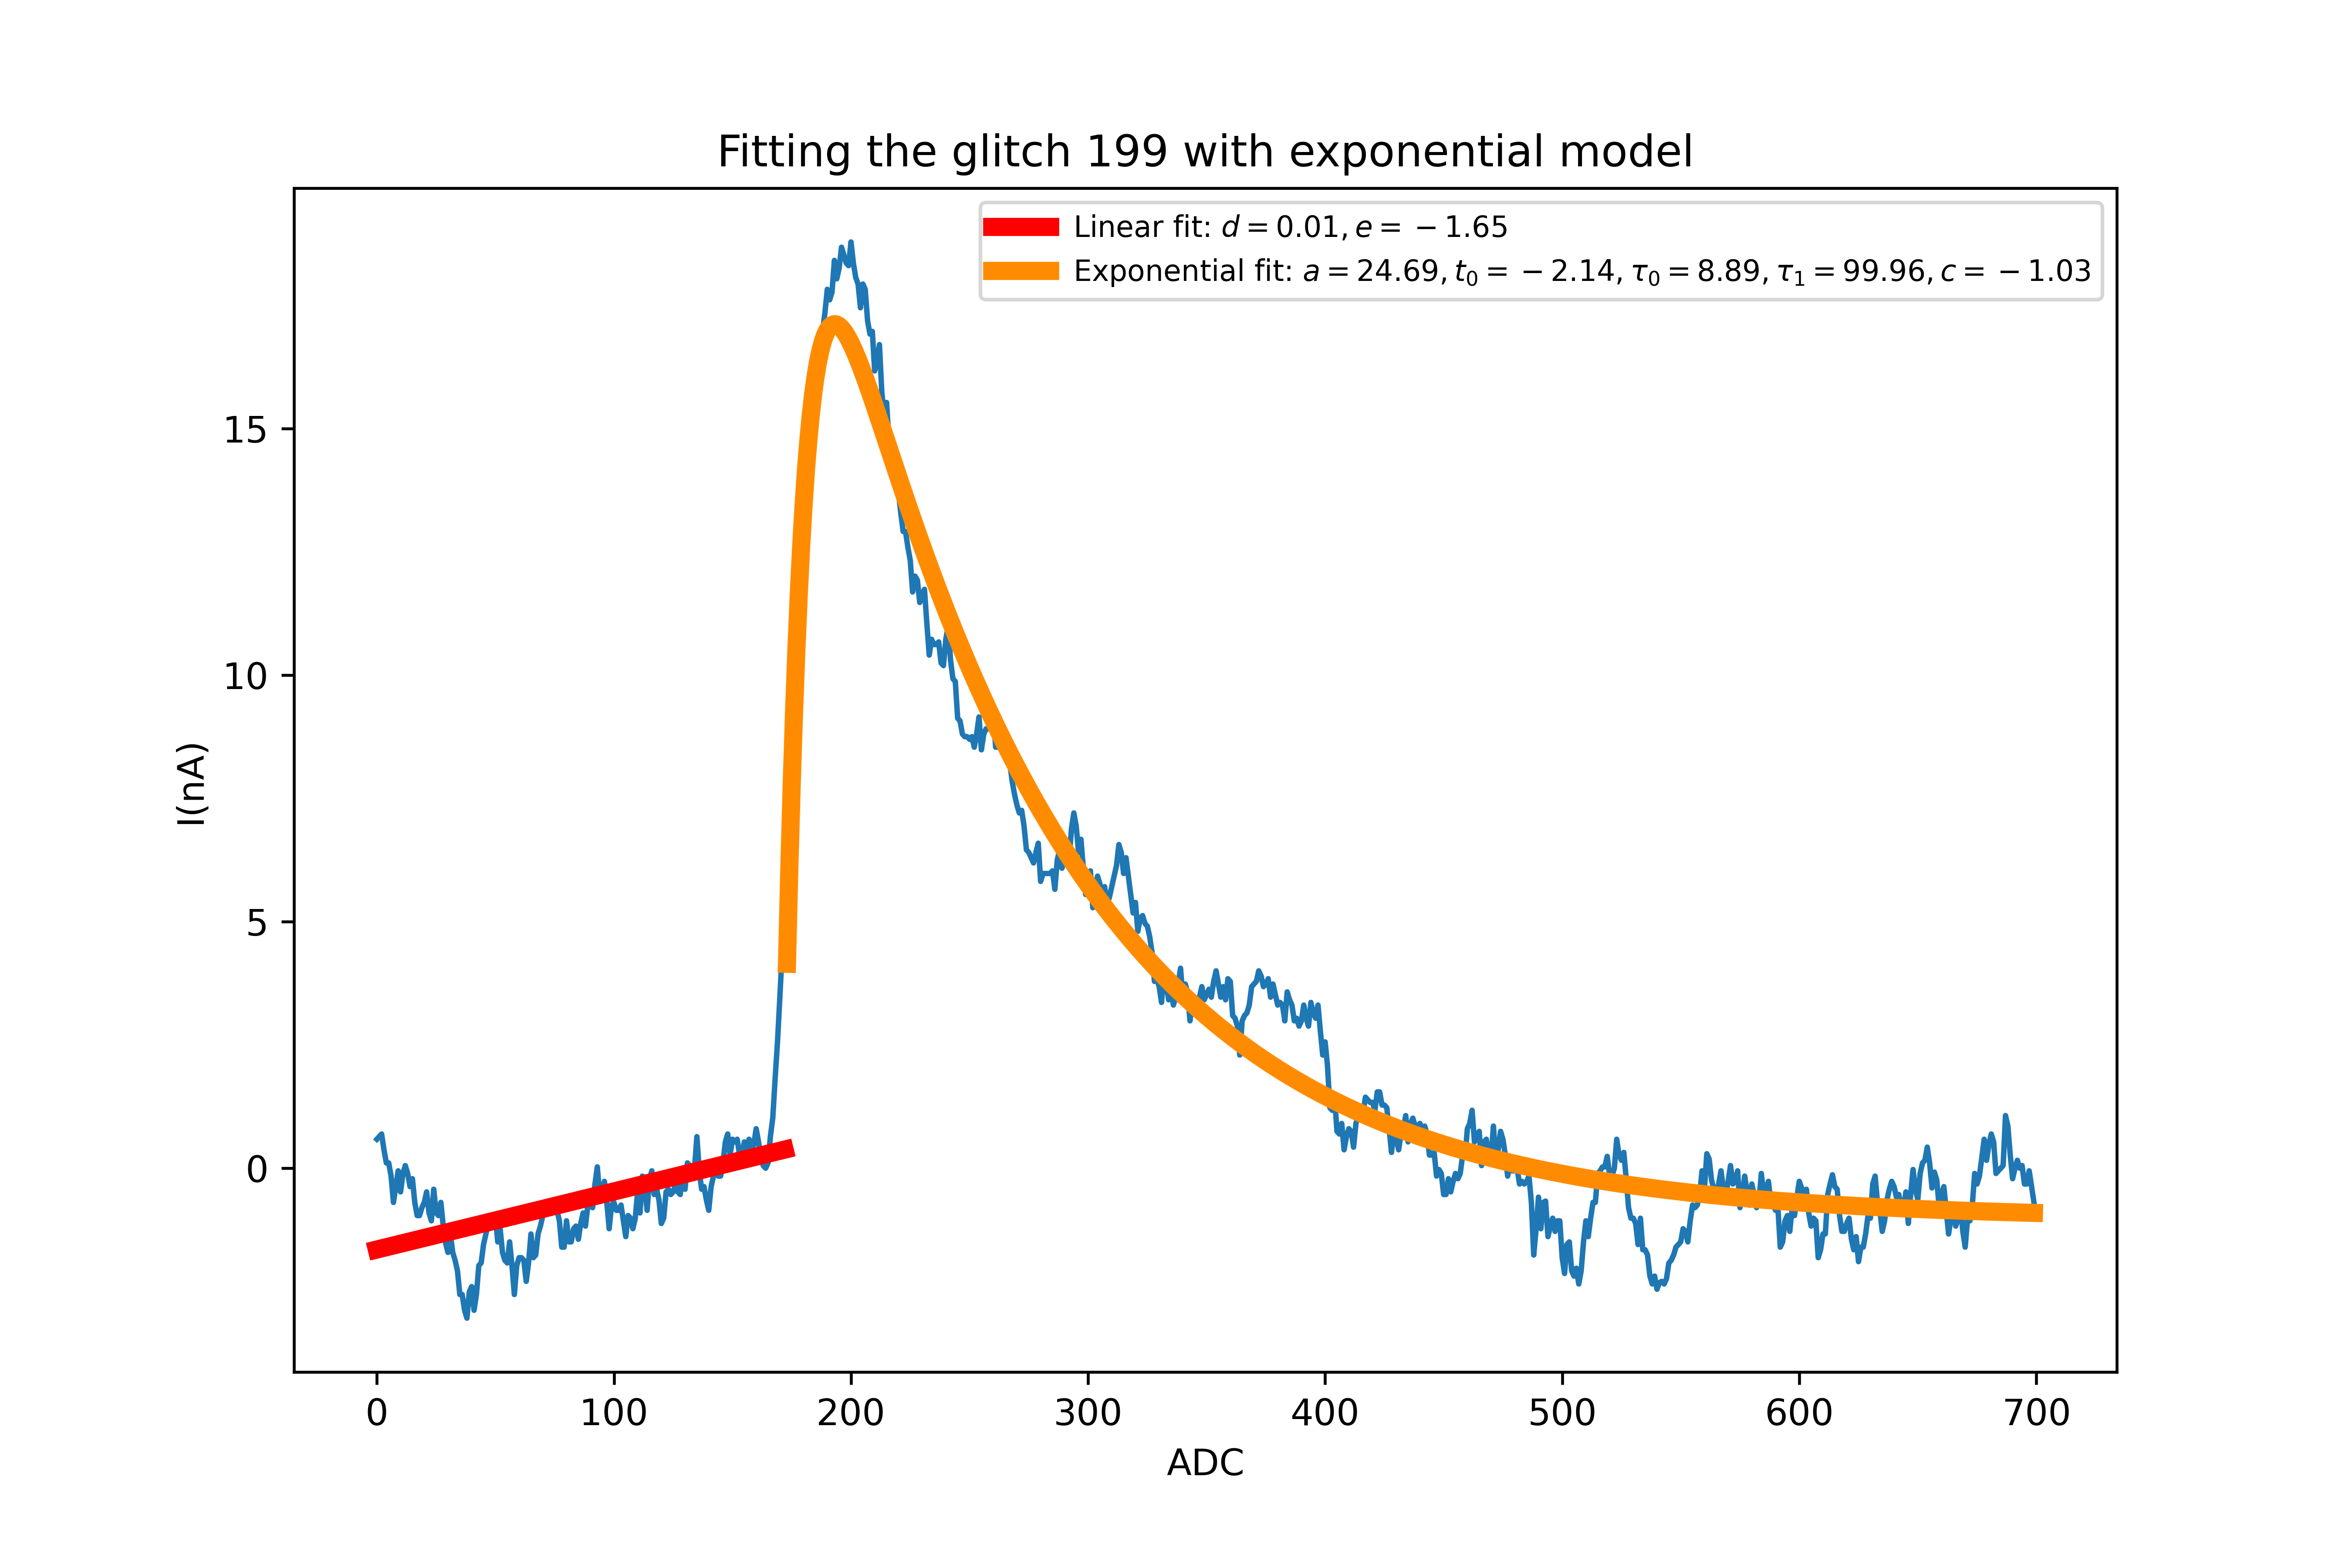 Fitting the glitch 199 with exponential model
Linear fit: d = 0.01, e = −1.65
Exponential fit: a = 24.69, t₀ = −2.14, τ₀ = 8.89, τ₁ = 99.96, c = −1.03
15
10
5
0
I(nA)
0 100 200 300 400 500 600 700
ADC